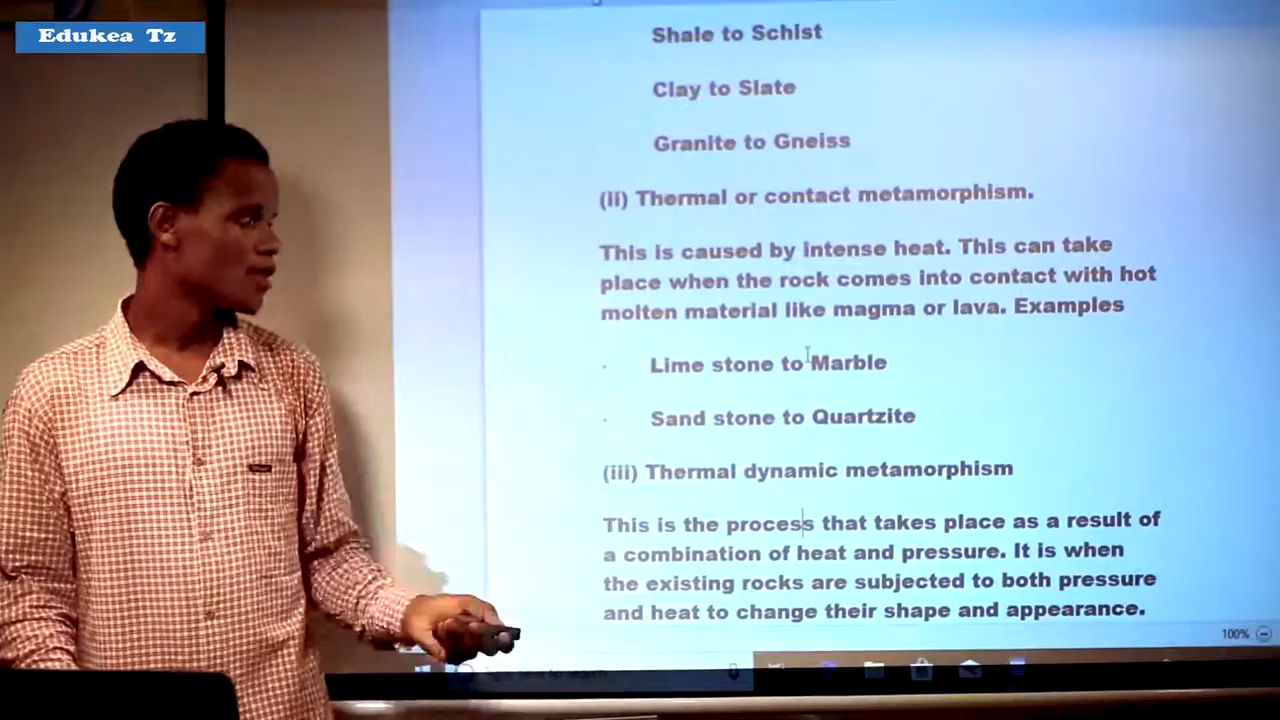 Edukea Tz
Shale to Schist
Clay to Slate
Granite to Gneiss
(ii) Thermal or contact metamorphism.
This is caused by intense heat. This can take
place when the rock comes into contact with hot
molten material like magma or lava. Examples
· Lime stone to Marble
· Sand stone to Quartzite
(iii) Thermal dynamic metamorphism
This is the process that takes place as a result of
a combination of heat and pressure. It is when
the existing rocks are subjected to both pressure
and heat to change their shape and appearance.
100%